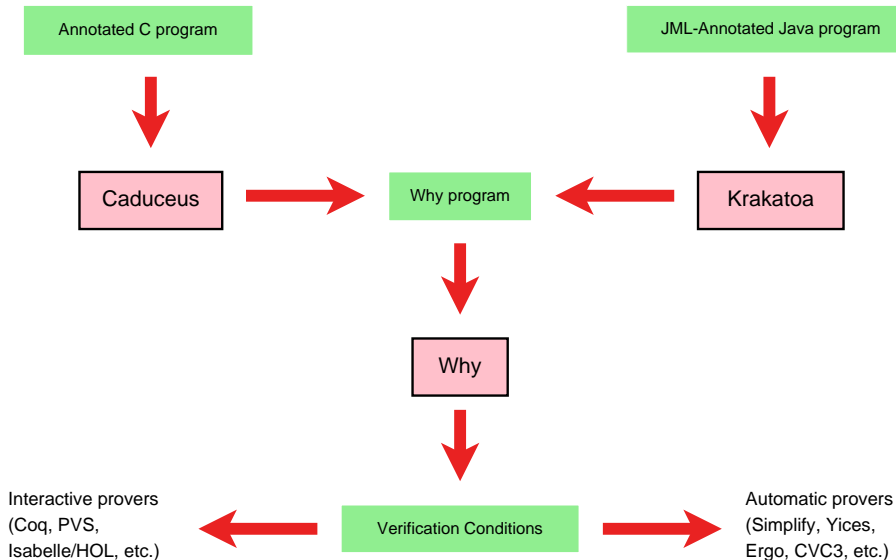 Annotated C program
JML-Annotated Java program
Caduceus
Why program
Krakatoa
Why
Interactive provers
(Coq, PVS,
Isabelle/HOL, etc.)
Verification Conditions
Automatic provers
(Simplify, Yices,
Ergo, CVC3, etc.)